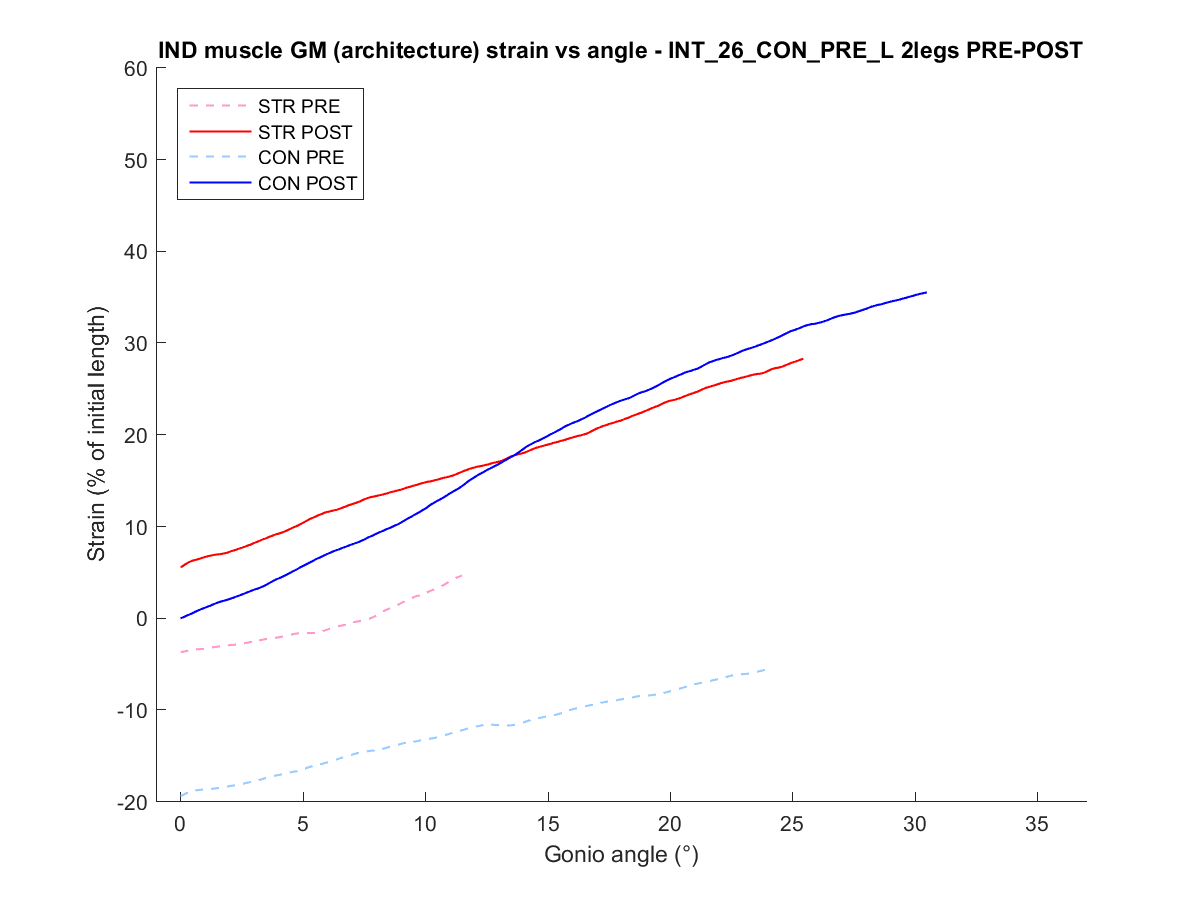 IND muscle GM (architecture) strain vs angle - INT_26_CON_PRE_L 2legs PRE-POST
STR PRE
STR POST
CON PRE
CON POST
60
50
40
30
20
10
0
-10
-20
Strain (% of initial length)
0 5 10 15 20 25 30 35
Gonio angle (°)